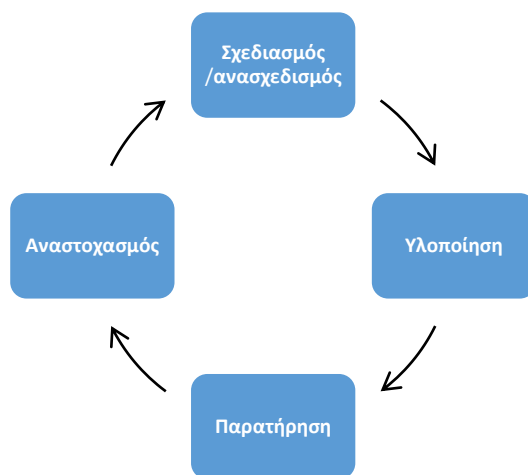 Σχεδιασμός
/ανασχεδισμός
Υλοποίηση
Παρατήρηση
Αναστοχασμός